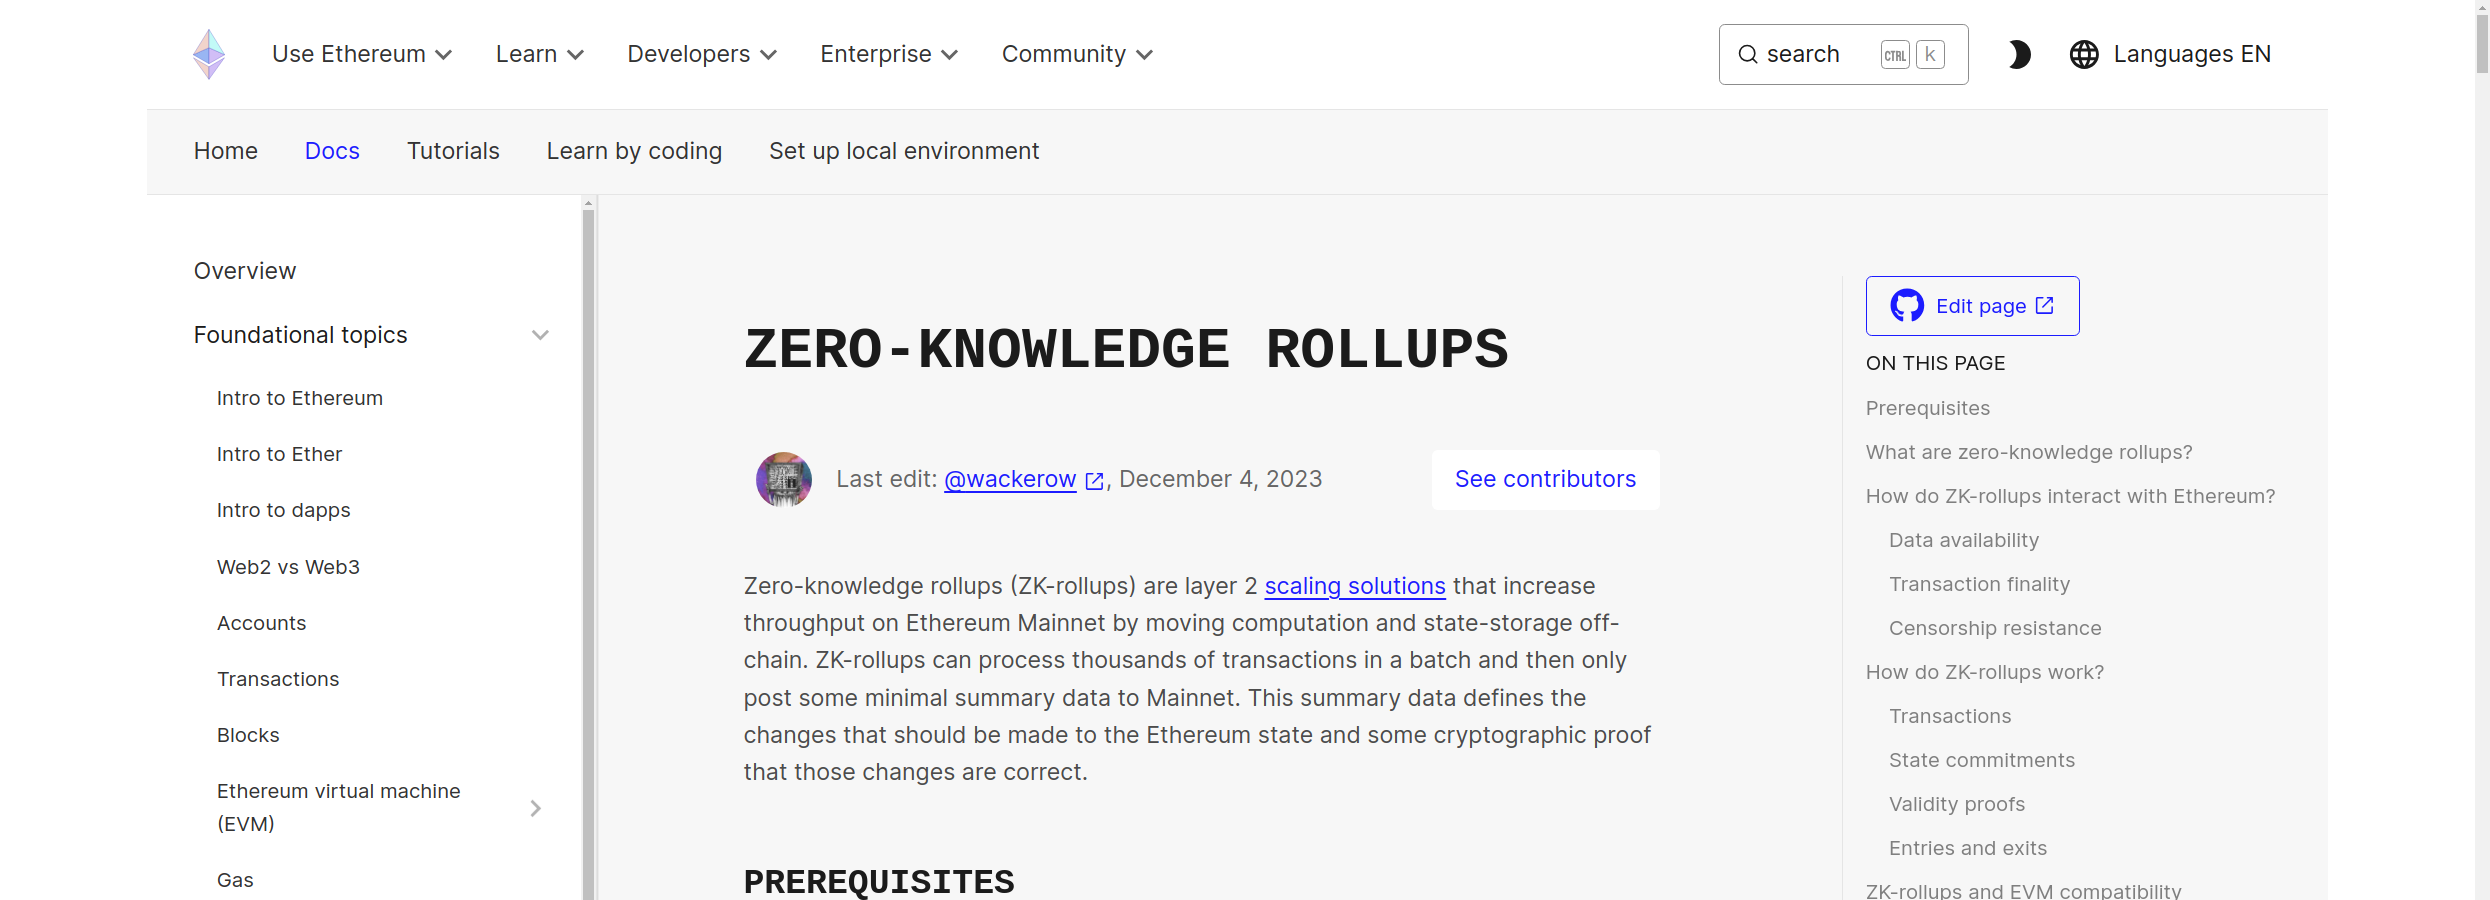 Use Ethereum Learn Developers Enterprise Community search CTRL k Languages EN
Home Docs Tutorials Learn by coding Set up local environment
Overview
Foundational topics
Intro to Ethereum
Intro to Ether
Intro to dapps
Web2 vs Web3
Accounts
Transactions
Blocks
Ethereum virtual machine
(EVM)
Gas
ZERO-KNOWLEDGE ROLLUPS
Last edit: @wackerow, December 4, 2023 See contributors
Zero-knowledge rollups (ZK-rollups) are layer 2 scaling solutions that increase
throughput on Ethereum Mainnet by moving computation and state-storage off-
chain. ZK-rollups can process thousands of transactions in a batch and then only
post some minimal summary data to Mainnet. This summary data defines the
changes that should be made to the Ethereum state and some cryptographic proof
that those changes are correct.
PREREQUISITES
Edit page
ON THIS PAGE
Prerequisites
What are zero-knowledge rollups?
How do ZK-rollups interact with Ethereum?
Data availability
Transaction finality
Censorship resistance
How do ZK-rollups work?
Transactions
State commitments
Validity proofs
Entries and exits
ZK-rollups and EVM compatibility